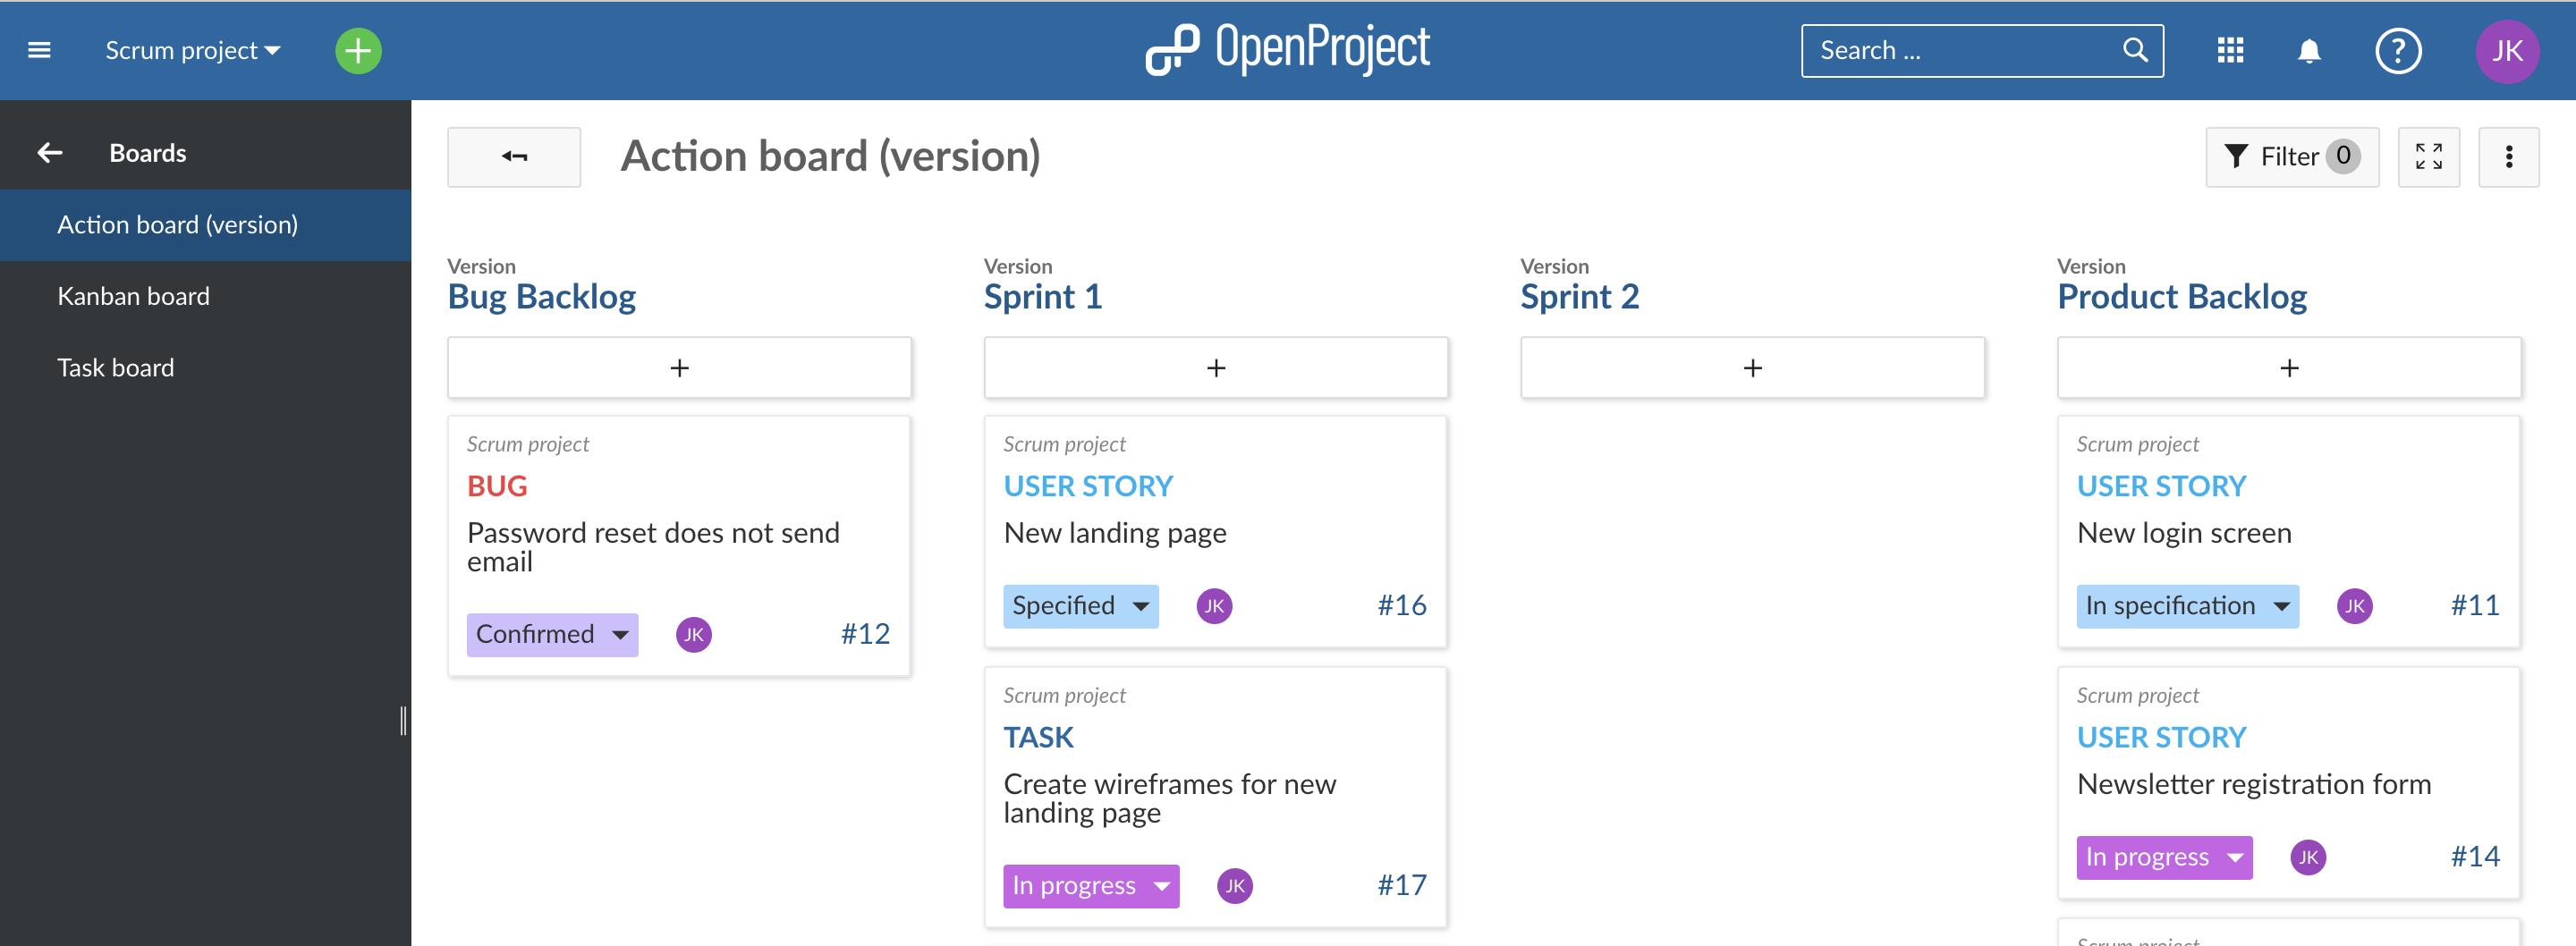 Scrum project
OpenProject
Search ...
?
JK
Boards
Action board (version)
Kanban board
Task board
Action board (version)
Filter 0
Version
Bug Backlog
+
Scrum project
BUG
Password reset does not send
email
Confirmed
JK
#12
Version
Sprint 1
+
Scrum project
USER STORY
New landing page
Specified
JK
#16
Scrum project
TASK
Create wireframes for new
landing page
In progress
JK
#17
Version
Sprint 2
+
Version
Product Backlog
+
Scrum project
USER STORY
New login screen
In specification
JK
#11
Scrum project
USER STORY
Newsletter registration form
In progress
JK
#14
Scrum project